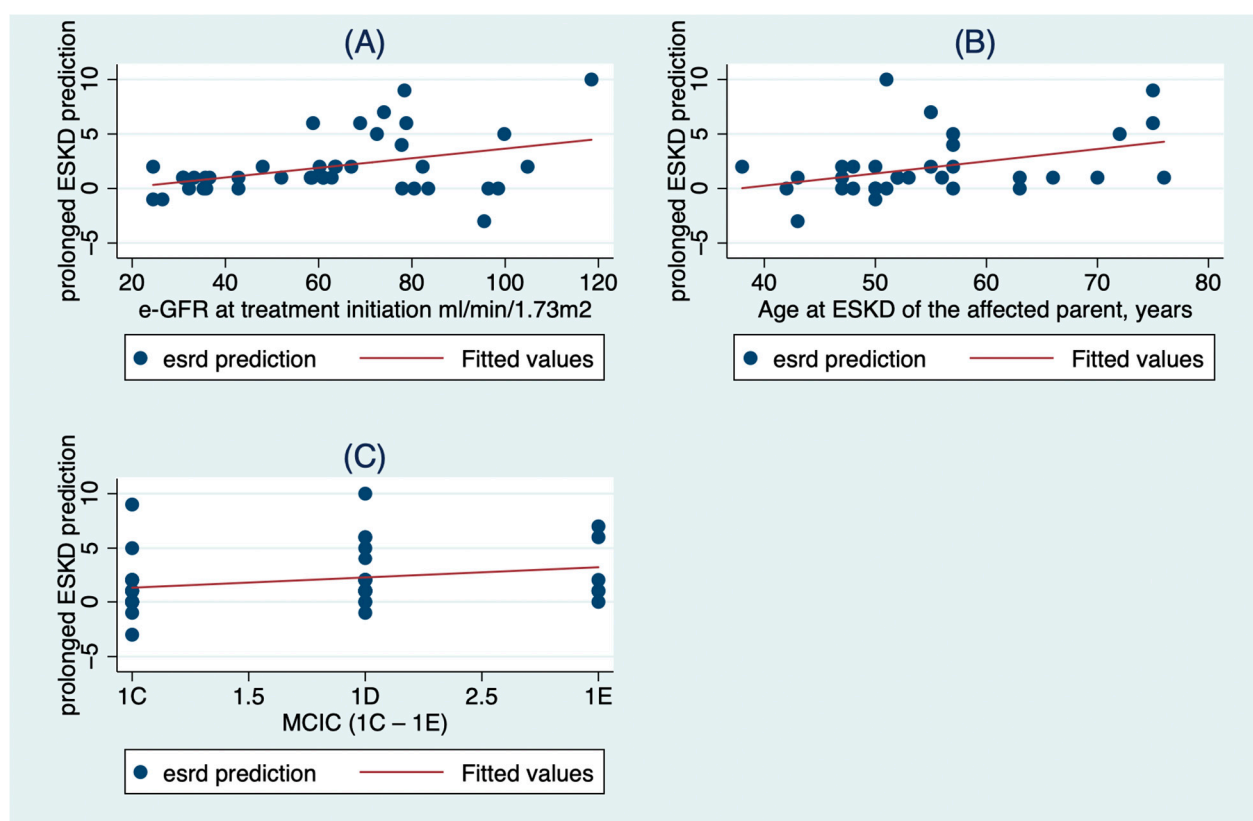 (A)
prolonged ESKD prediction
10
5
0
−5
20 40 60 80 100 120
e-GFR at treatment initiation ml/min/1.73m2
esrd prediction Fitted values
(B)
prolonged ESKD prediction
10
5
0
−5
40 50 60 70 80
Age at ESKD of the affected parent, years
esrd prediction Fitted values
(C)
prolonged ESKD prediction
10
5
0
−5
1C 1.5 1D 2.5 1E
MCIC (1C – 1E)
esrd prediction Fitted values